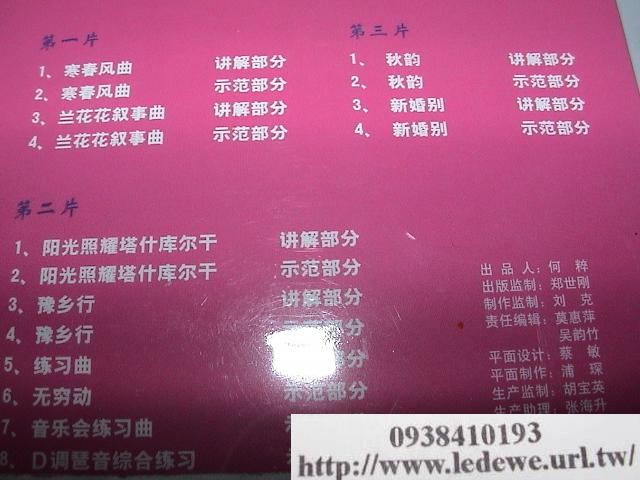 第一片
1、寒春风曲 讲解部分
2、寒春风曲 示范部分
3、兰花花叙事曲 讲解部分
4、兰花花叙事曲 示范部分
第三片
1、秋韵 讲解部分
2、秋韵 示范部分
3、新婚别 讲解部分
4、新婚别 示范部分
第二片
1、阳光照耀塔什库尔干 讲解部分
2、阳光照耀塔什库尔干 示范部分
3、豫乡行 讲解部分
4、豫乡行 示范部分
5、练习曲 部分
6、无穷动 示范部分
7、音乐会练习曲
8、D调琶音综合练习
出品人：何 粹
出版监制：郑世刚
制作监制：刘 克
责任编辑：莫惠萍
吴韵竹
平面设计：蔡 敏
平面制作：浦 琛
生产监制：胡宝英
生产助理：张海升
0938410193
http://www.ledewe.url.tw/